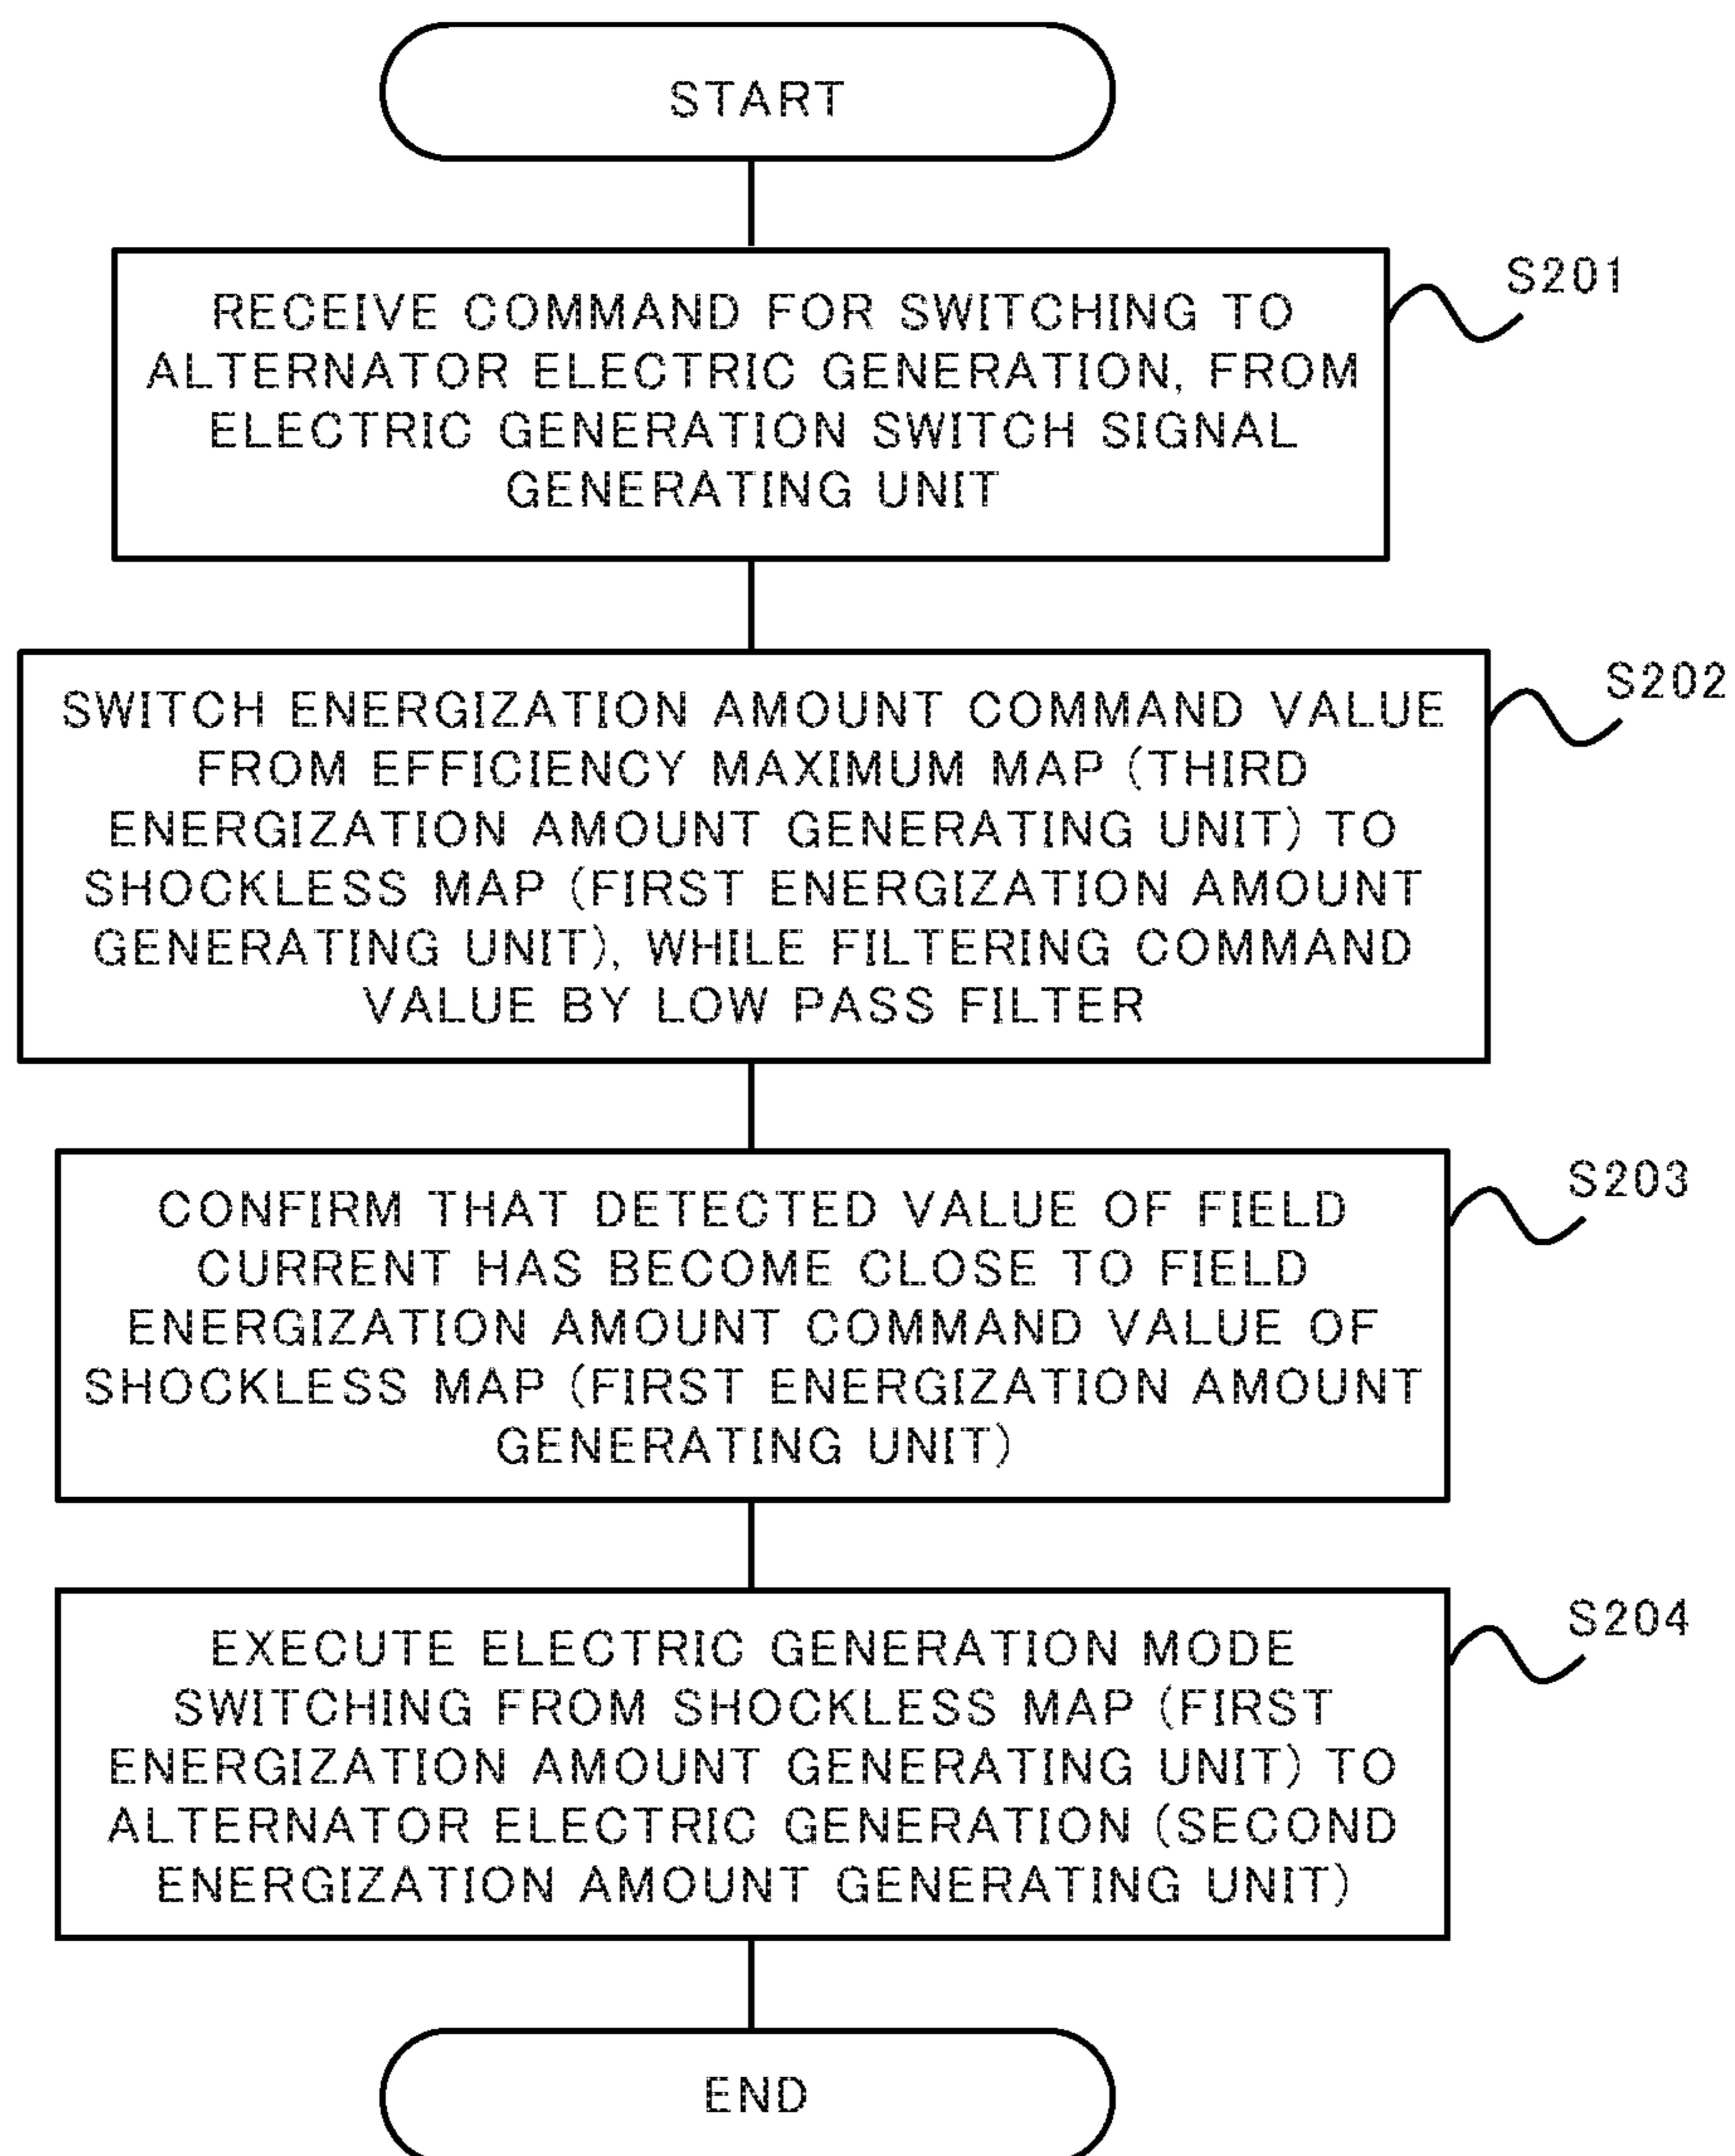 START
S201
RECEIVE COMMAND FOR SWITCHING TO
ALTERNATOR ELECTRIC GENERATION, FROM
ELECTRIC GENERATION SWITCH SIGNAL
GENERATING UNIT
S202
SWITCH ENERGIZATION AMOUNT COMMAND VALUE
FROM EFFICIENCY MAXIMUM MAP (THIRD
ENERGIZATION AMOUNT GENERATING UNIT) TO
SHOCKLESS MAP (FIRST ENERGIZATION AMOUNT
GENERATING UNIT), WHILE FILTERING COMMAND
VALUE BY LOW PASS FILTER
S203
CONFIRM THAT DETECTED VALUE OF FIELD
CURRENT HAS BECOME CLOSE TO FIELD
ENERGIZATION AMOUNT COMMAND VALUE OF
SHOCKLESS MAP (FIRST ENERGIZATION AMOUNT
GENERATING UNIT)
S204
EXECUTE ELECTRIC GENERATION MODE
SWITCHING FROM SHOCKLESS MAP (FIRST
ENERGIZATION AMOUNT GENERATING UNIT) TO
ALTERNATOR ELECTRIC GENERATION (SECOND
ENERGIZATION AMOUNT GENERATING UNIT)
END